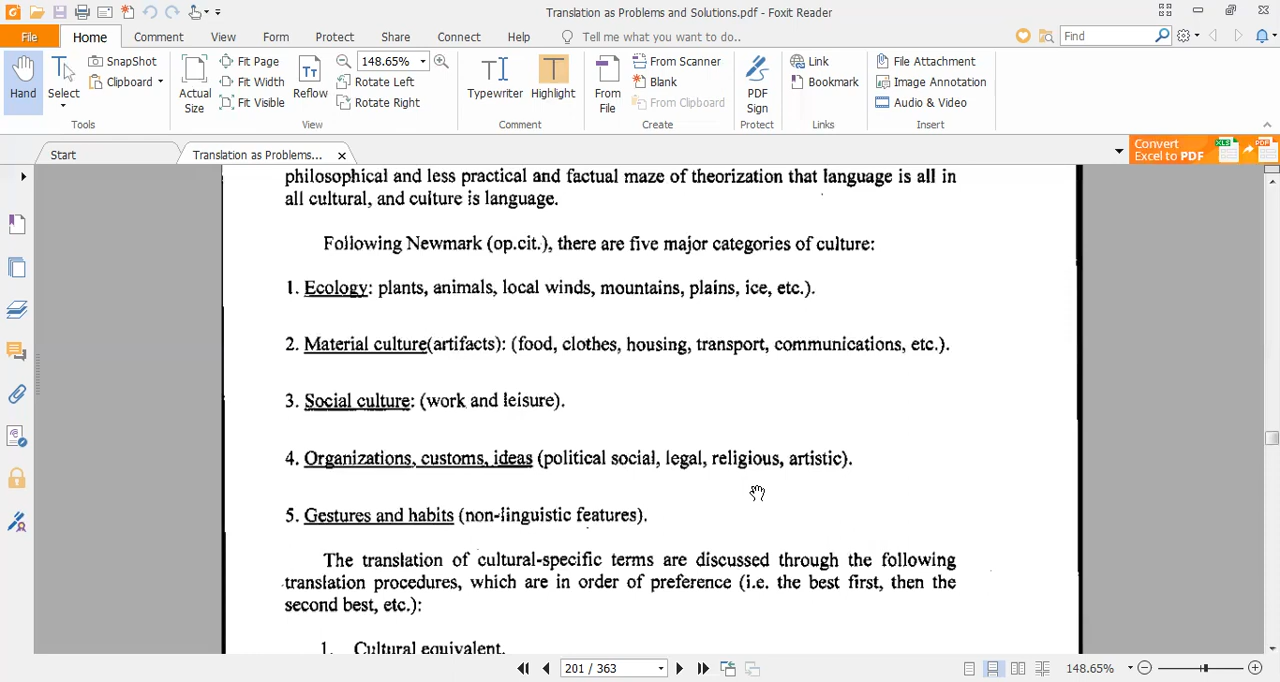 Translation as Problems and Solutions.pdf - Foxit Reader
File Home Comment View Form Protect Share Connect Help Tell me what you want to do.. Find
Hand
Select
SnapShot
Clipboard
Tools
Actual Size
Fit Page
Fit Width
Fit Visible
Reflow
148.65%
Rotate Left
Rotate Right
View
Typewriter
Highlight
Comment
From File
From Scanner
Blank
From Clipboard
Create
PDF Sign
Protect
Link
Bookmark
Links
File Attachment
Image Annotation
Audio & Video
Insert
Start
Translation as Problems...
Convert
Excel to PDF
XLS
PDF
philosophical and less practical and factual maze of theorization that language is all in
all cultural, and culture is language.
Following Newmark (op.cit.), there are five major categories of culture:
1. Ecology: plants, animals, local winds, mountains, plains, ice, etc.).
2. Material culture(artifacts): (food, clothes, housing, transport, communications, etc.).
3. Social culture: (work and leisure).
4. Organizations, customs, ideas (political social, legal, religious, artistic).
5. Gestures and habits (non-linguistic features).
The translation of cultural-specific terms are discussed through the following
translation procedures, which are in order of preference (i.e. the best first, then the
second best, etc.):
1. Cultural equivalent.
201 / 363
148.65%